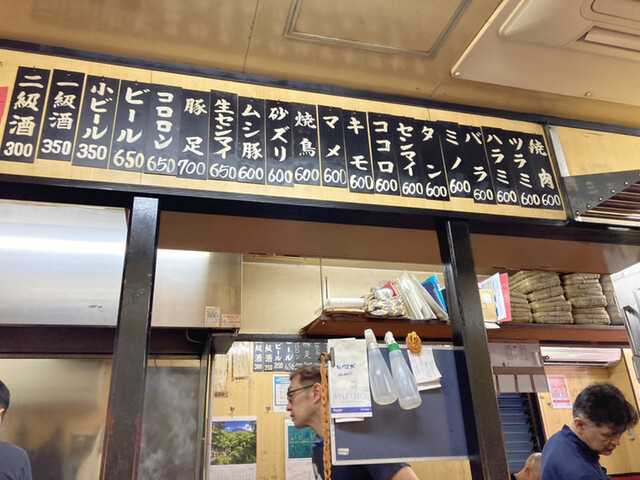 焼肉 600
ツラミ 600
ハラミ 600
バラ 600
ミノ 600
タン 600
センマイ 600
ココロ 600
キモ 600
マメ 600
焼鳥 600
砂ズリ 600
ムシ豚 600
生センマイ 650
豚足 700
コロロン 650
ビール 650
小ビール 350
一級酒 350
二級酒 300